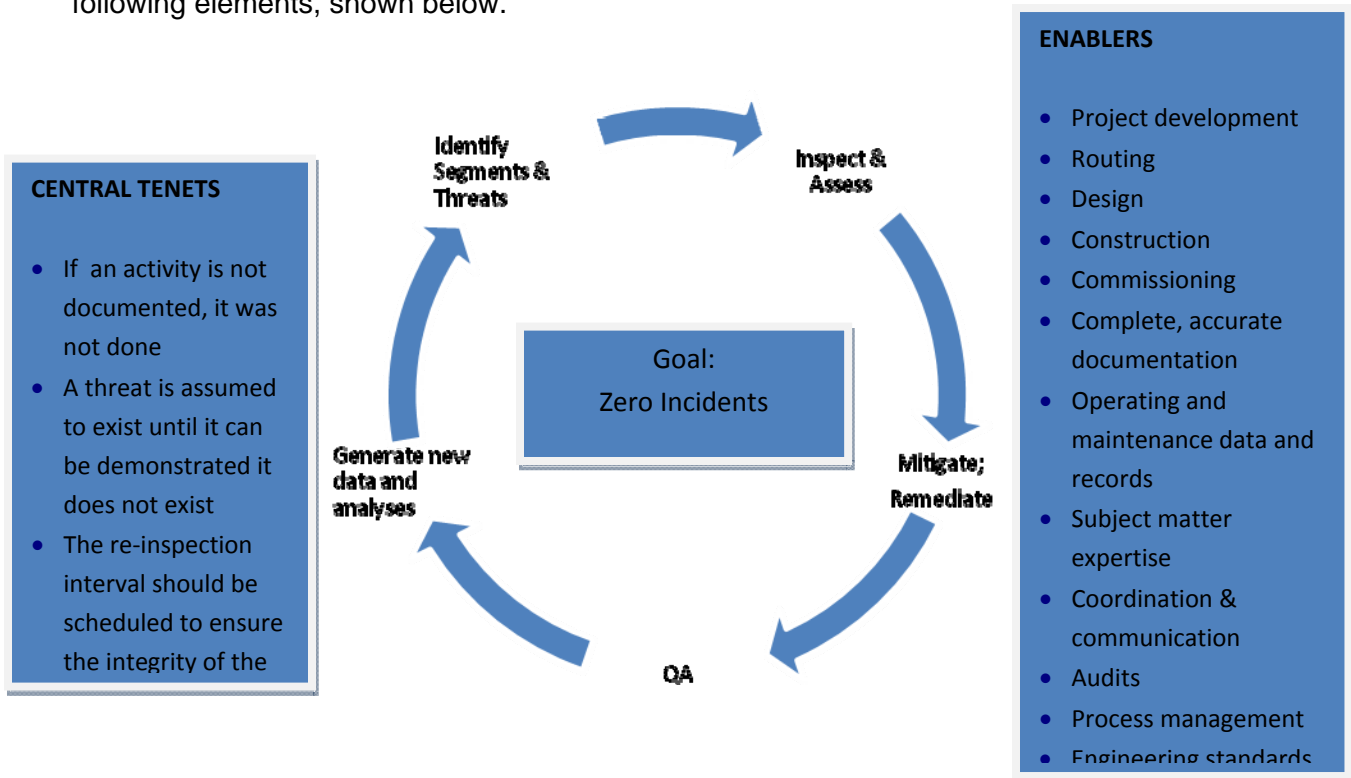 following elements, shown below.
CENTRAL TENETS
• If an activity is not
documented, it was
not done
• A threat is assumed
to exist until it can
be demonstrated it
does not exist
• The re-inspection
interval should be
scheduled to ensure
the integrity of the
Identify
Segments &
Threats
Inspect &
Assess
Mitigate;
Remediate
QA
Generate new
data and
analyses
Goal:
Zero Incidents
ENABLERS
• Project development
• Routing
• Design
• Construction
• Commissioning
• Complete, accurate
documentation
• Operating and
maintenance data and
records
• Subject matter
expertise
• Coordination &
communication
• Audits
• Process management
• Engineering standards